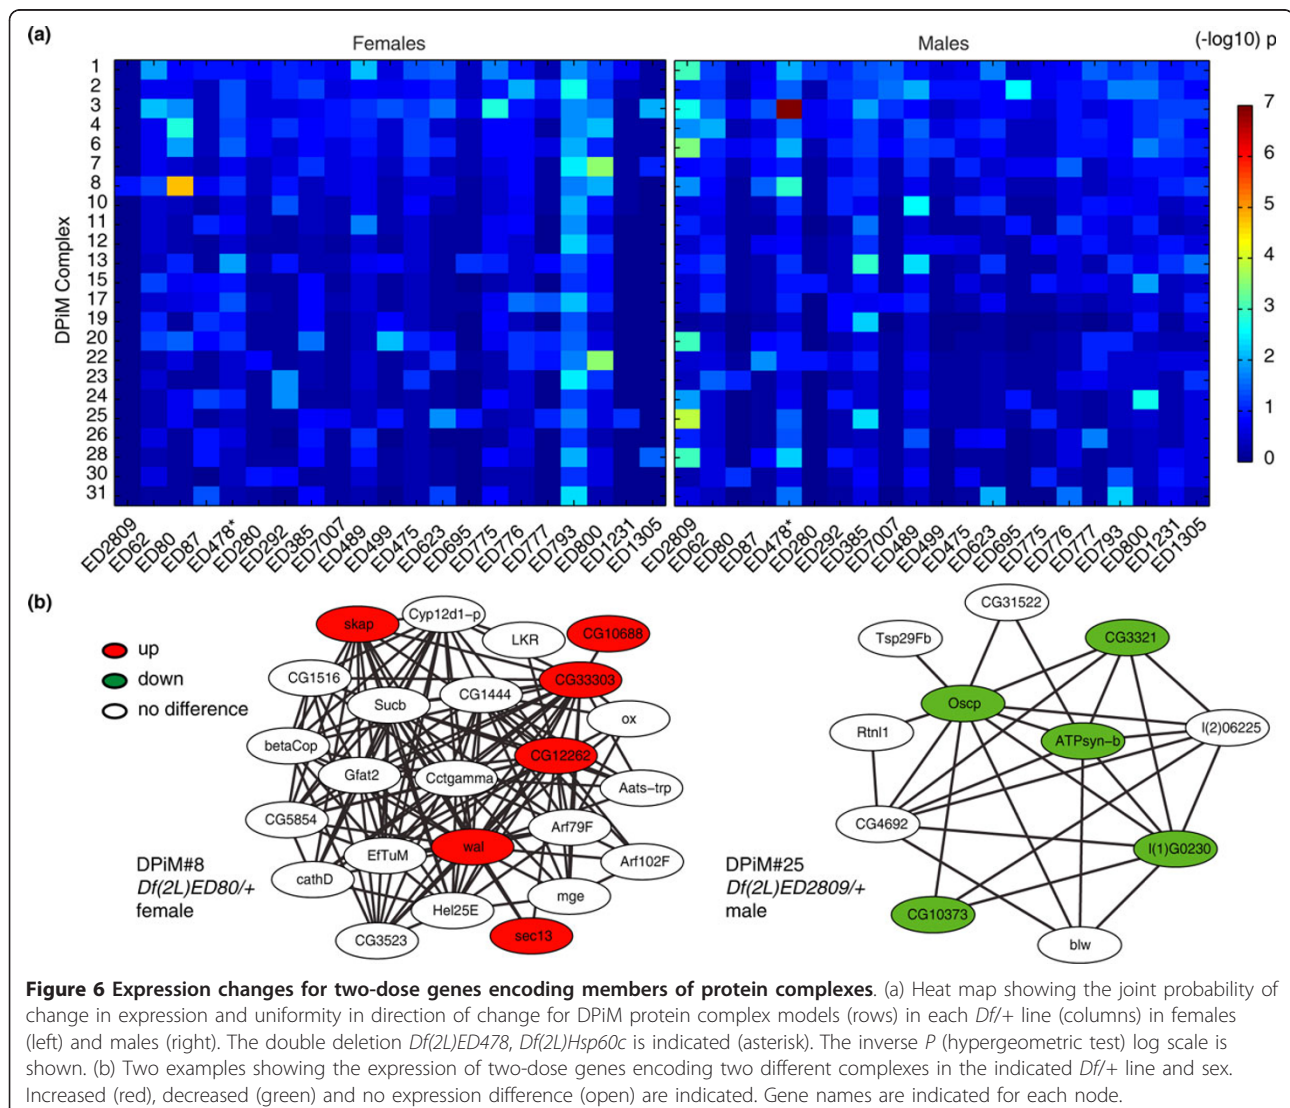 (a)
Females
Males
(-log10) p
DPiM Complex
1
2
3
4
6
7
8
10
11
12
13
15
17
19
20
22
23
24
25
26
28
30
31
7
6
5
4
3
2
1
0
ED2809
ED62
ED80
ED87
ED478*
ED280
ED292
ED385
ED7007
ED489
ED499
ED475
ED623
ED695
ED775
ED776
ED777
ED793
ED800
ED1231
ED1305
ED2809
ED62
ED80
ED87
ED478*
ED280
ED292
ED385
ED7007
ED489
ED499
ED475
ED623
ED695
ED775
ED776
ED777
ED793
ED800
ED1231
ED1305
(b)
up
down
no difference
skap
Cyp12d1-p
LKR
CG10688
CG1516
Sucb
CG1444
CG33303
ox
betaCop
Gfat2
Cctgamma
CG12262
Aats-trp
CG5854
EfTuM
wal
Arf79F
Arf102F
cathD
Hel25E
mge
CG3523
sec13
DPiM#8
Df(2L)ED80/+
female
CG31522
Tsp29Fb
CG3321
Oscp
Rtnl1
ATPsyn-b
l(2)06225
CG4692
l(1)G0230
CG10373
blw
DPiM#25
Df(2L)ED2809/+
male
Figure 6 Expression changes for two-dose genes encoding members of protein complexes. (a) Heat map showing the joint probability of
change in expression and uniformity in direction of change for DPiM protein complex models (rows) in each Df/+ line (columns) in females
(left) and males (right). The double deletion Df(2L)ED478, Df(2L)Hsp60c is indicated (asterisk). The inverse P (hypergeometric test) log scale is
shown. (b) Two examples showing the expression of two-dose genes encoding two different complexes in the indicated Df/+ line and sex.
Increased (red), decreased (green) and no expression difference (open) are indicated. Gene names are indicated for each node.